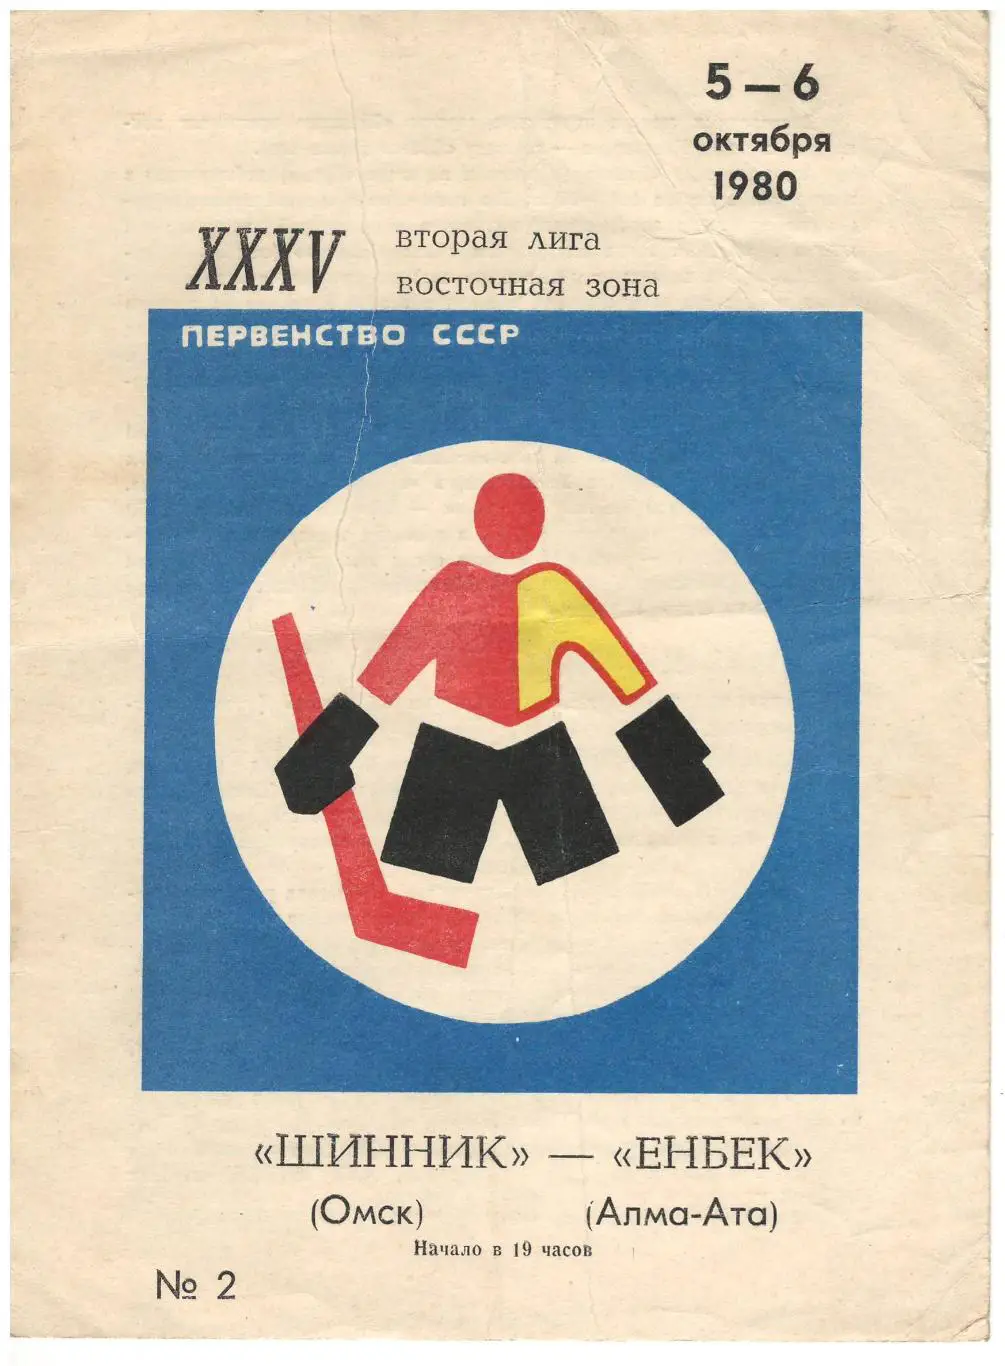 5 — 6
октября
1980
XXXV
вторая лига
восточная зона
ПЕРВЕНСТВО СССР
«ШИННИК» — «ЕНБЕК»
(Омск) (Алма-Ата)
Начало в 19 часов
№ 2